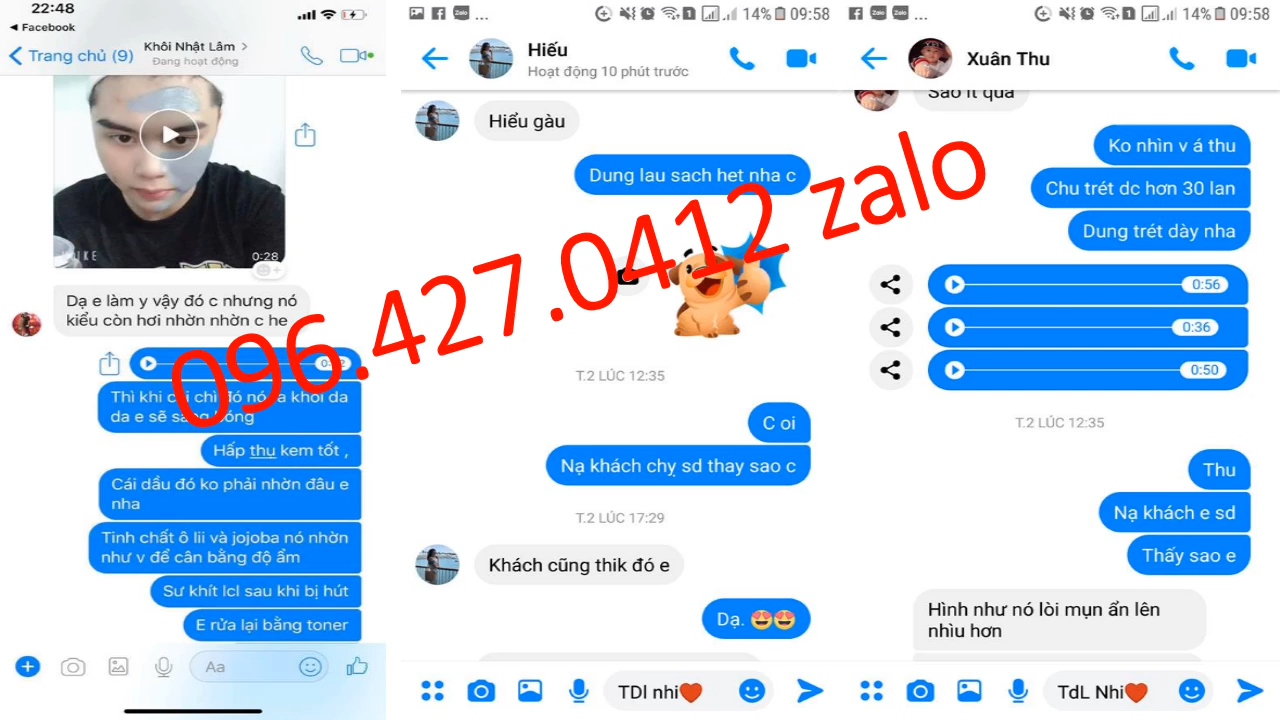 22:48
Facebook
Trang chủ (9)
Khôi Nhật Lâm
Đang hoạt động
0:28
Dạ e làm y vậy đó c nhưng nó
kiểu còn hơi nhờn nhờn c he
Thì khi chì đó nó ra khỏi da
da e sẽ sáng bóng
Hấp thụ kem tốt ,
Cái dầu đó ko phải nhờn đâu e
nha
Tinh chất ô lii và jojoba nó nhờn
như v để cân bằng độ ẩm
Sư khít lcl sau khi bị hút
E rửa lại bằng toner
Aa
Zalo
...
14%
09:58
Hiếu
Hoạt động 10 phút trước
Hiểu gàu
Dung lau sach het nha c
T.2 LÚC 12:35
C oi
Nạ khách chỵ sd thay sao c
T.2 LÚC 17:29
Khách cũng thik đó e
Dạ. 😍😍
TDl nhi❤️
Zalo
...
14%
09:58
Xuân Thu
Sao ít quá
Ko nhìn v á thu
Chu trét dc hơn 30 lan
Dung trét dày nha
0:56
0:36
0:50
T.2 LÚC 12:35
Thu
Nạ khách e sd
Thấy sao e
Hình như nó lòi mụn ẩn lên
nhìu hơn
TdL Nhi❤️
096.427.0412 zalo